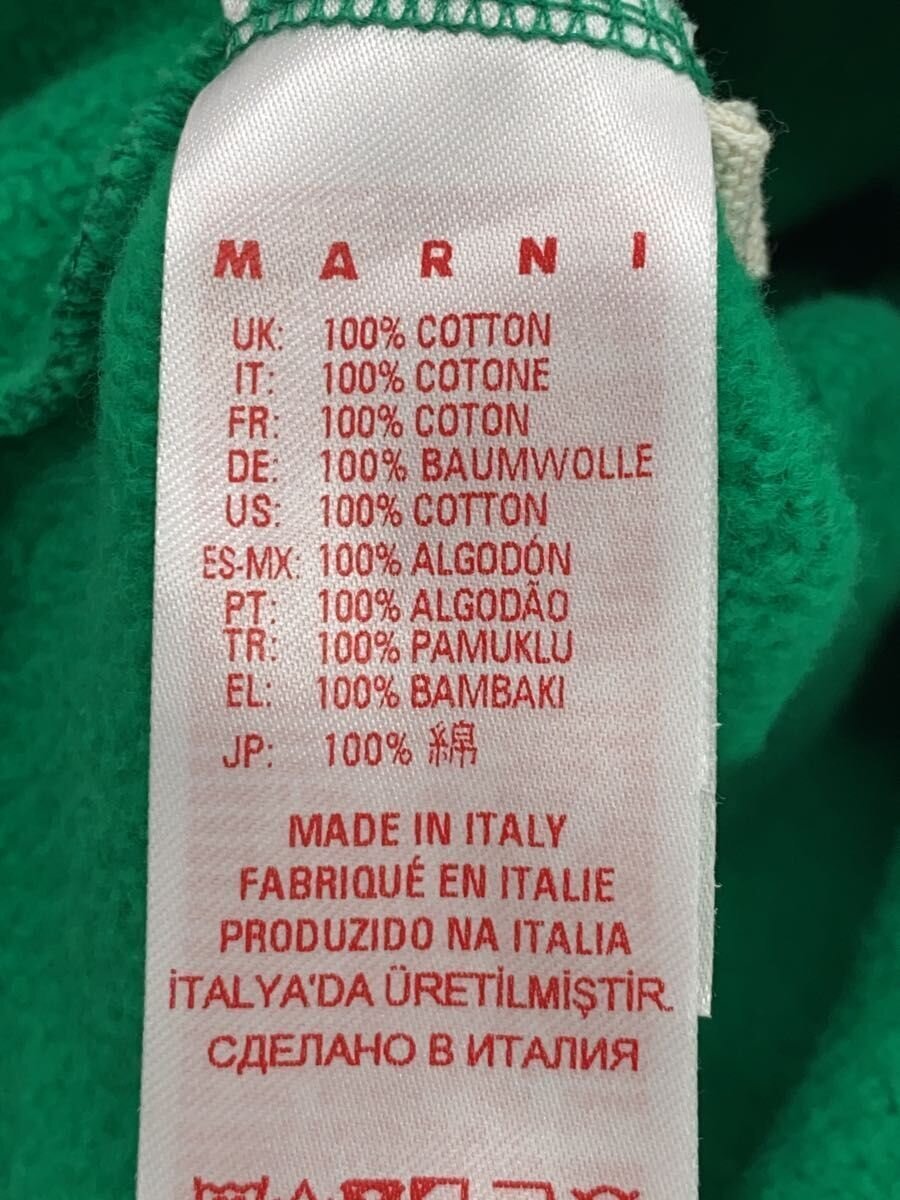 MARNI
UK: 100% COTTON
IT: 100% COTONE
FR: 100% COTON
DE: 100% BAUMWOLLE
US: 100% COTTON
ES-MX: 100% ALGODÓN
PT: 100% ALGODÃO
TR: 100% PAMUKLU
EL: 100% BAMBAKI
JP: 100% 綿
MADE IN ITALY
FABRIQUÉ EN ITALIE
PRODUZIDO NA ITALIA
İTALYA'DA ÜRETİLMİŞTİR.
СДЕЛАНО В ИТАЛИЯ